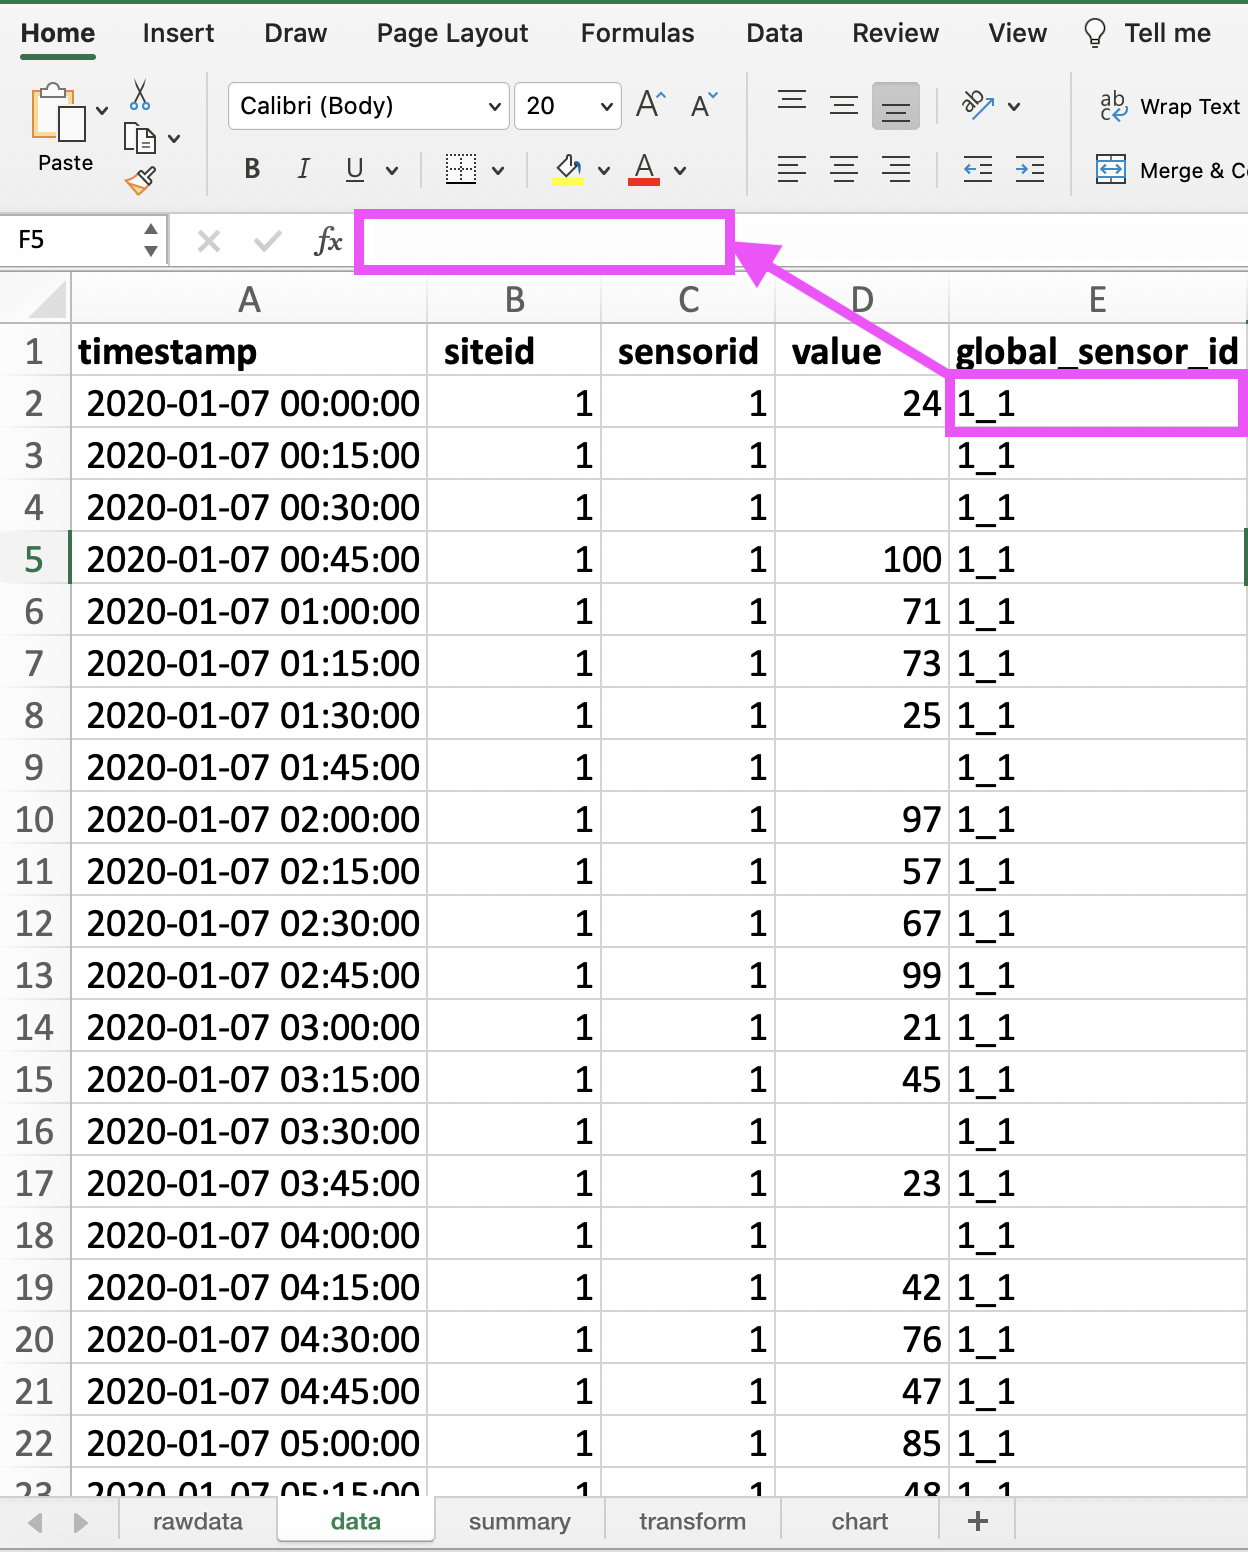 Home Insert Draw Page Layout Formulas Data Review View Tell me
Calibri (Body) 20 A A ab Wrap Text
Paste B I U A Merge & C
F5 fx
A B C D E
1 timestamp siteid sensorid value global_sensor_id
2 2020-01-07 00:00:00 1 1 24 1_1
3 2020-01-07 00:15:00 1 1 1_1
4 2020-01-07 00:30:00 1 1 1_1
5 2020-01-07 00:45:00 1 1 100 1_1
6 2020-01-07 01:00:00 1 1 71 1_1
7 2020-01-07 01:15:00 1 1 73 1_1
8 2020-01-07 01:30:00 1 1 25 1_1
9 2020-01-07 01:45:00 1 1 1_1
10 2020-01-07 02:00:00 1 1 97 1_1
11 2020-01-07 02:15:00 1 1 57 1_1
12 2020-01-07 02:30:00 1 1 67 1_1
13 2020-01-07 02:45:00 1 1 99 1_1
14 2020-01-07 03:00:00 1 1 21 1_1
15 2020-01-07 03:15:00 1 1 45 1_1
16 2020-01-07 03:30:00 1 1 1_1
17 2020-01-07 03:45:00 1 1 23 1_1
18 2020-01-07 04:00:00 1 1 1_1
19 2020-01-07 04:15:00 1 1 42 1_1
20 2020-01-07 04:30:00 1 1 76 1_1
21 2020-01-07 04:45:00 1 1 47 1_1
22 2020-01-07 05:00:00 1 1 85 1_1
23 2020-01-07 05:15:00 1 1 48 1_1
rawdata data summary transform chart +